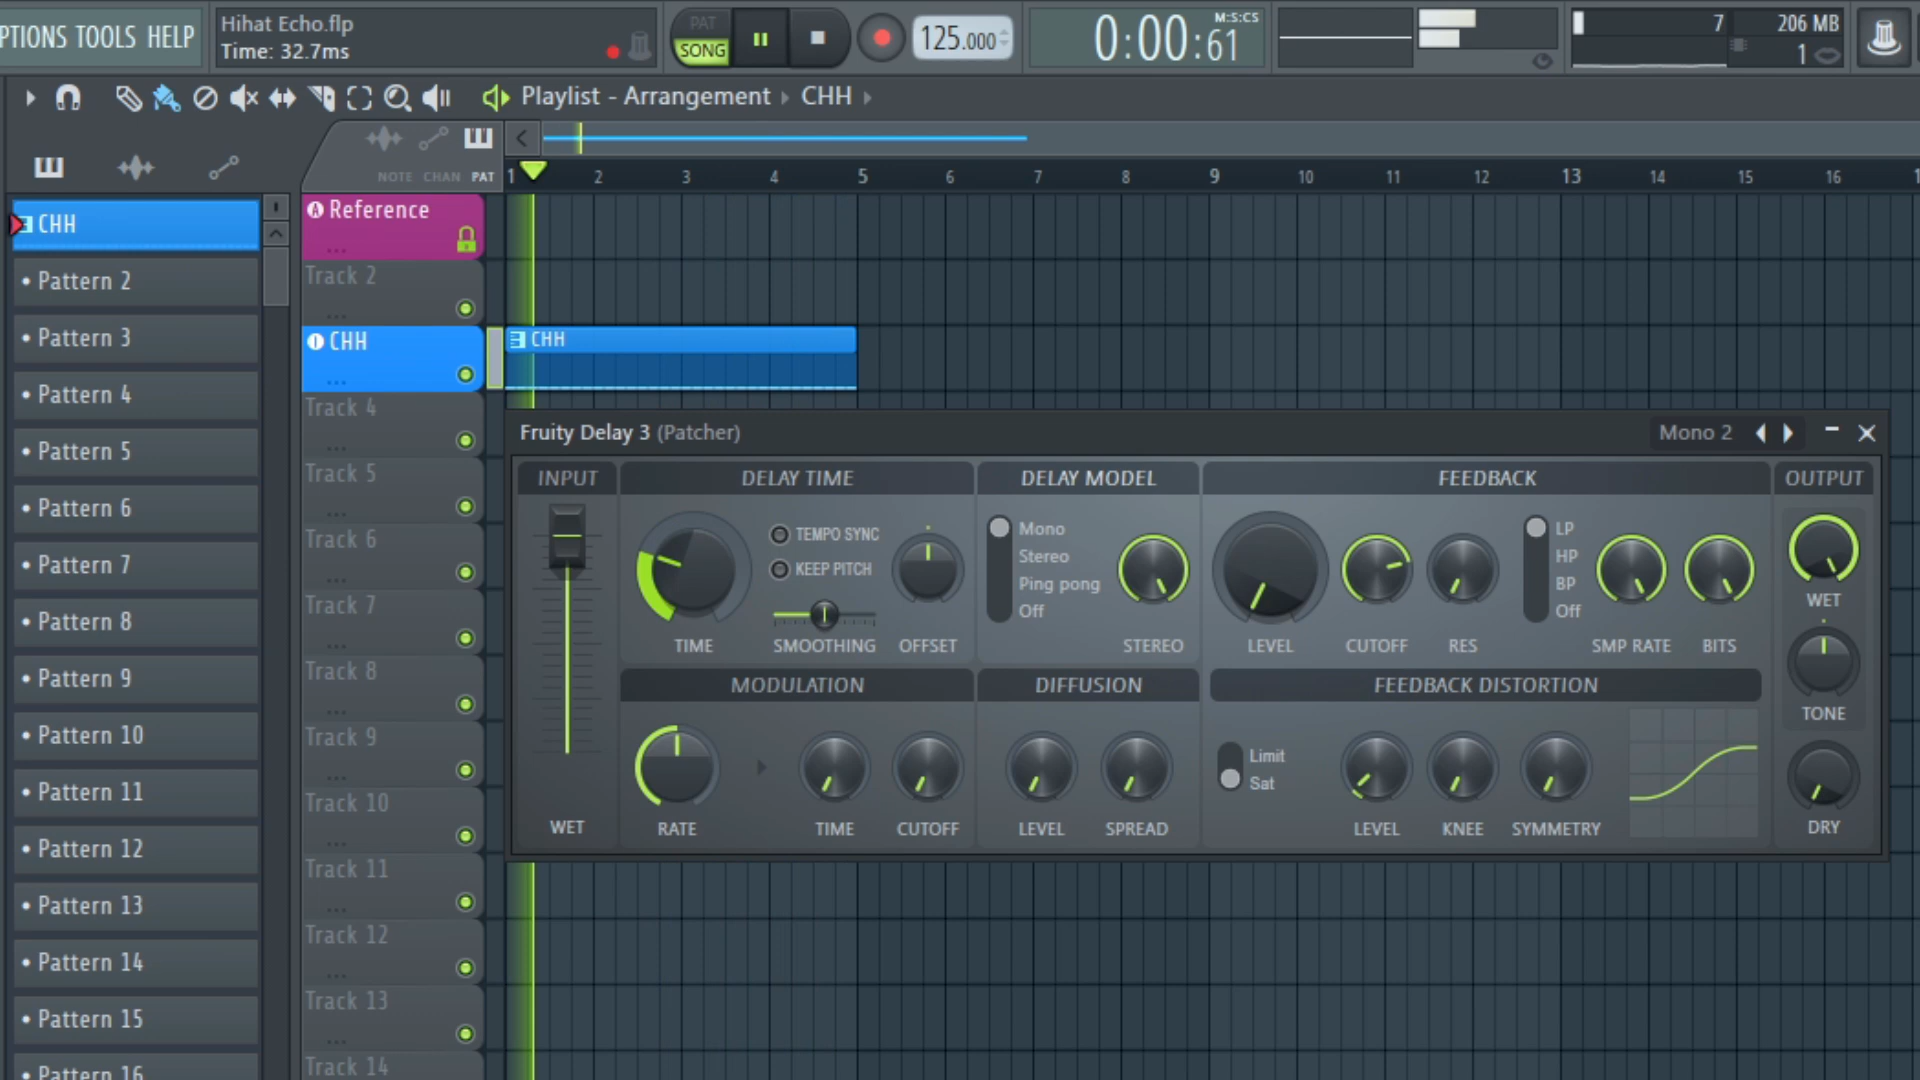 PTIONS TOOLS HELP
Hihat Echo.flp
Time: 32.7ms
PAT
SONG
125.000
M:S:CS
0:00:61
7
206 MB
1
Playlist - Arrangement CHH
NOTE CHAN PAT
1 2 3 4 5 6 7 8 9 10 11 12 13 14 15 16
CHH
Pattern 2
Pattern 3
Pattern 4
Pattern 5
Pattern 6
Pattern 7
Pattern 8
Pattern 9
Pattern 10
Pattern 11
Pattern 12
Pattern 13
Pattern 14
Pattern 15
Pattern 16
Reference
Track 2
CHH
Track 4
Track 5
Track 6
Track 7
Track 8
Track 9
Track 10
Track 11
Track 12
Track 13
Track 14
CHH
Fruity Delay 3 (Patcher)
Mono 2
INPUT
WET
DELAY TIME
TEMPO SYNC
KEEP PITCH
TIME SMOOTHING OFFSET
DELAY MODEL
Mono
Stereo
Ping pong
Off
STEREO
FEEDBACK
LP
HP
BP
Off
LEVEL CUTOFF RES SMP RATE BITS
OUTPUT
WET
TONE
DRY
MODULATION
RATE TIME CUTOFF
DIFFUSION
LEVEL SPREAD
FEEDBACK DISTORTION
Limit
Sat
LEVEL KNEE SYMMETRY